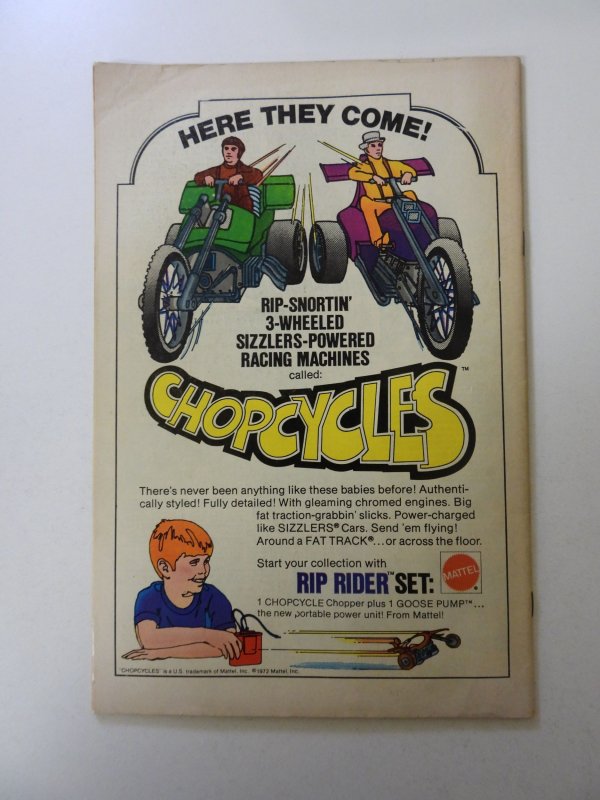 HERE THEY COME!
RIP-SNORTIN'
3-WHEELED
SIZZLERS-POWERED
RACING MACHINES
called:
CHOPCYCLES™
There's never been anything like these babies before! Authenti-
cally styled! Fully detailed! With gleaming chromed engines. Big
fat traction-grabbin' slicks. Power-charged
like SIZZLERS® Cars. Send 'em flying!
Around a FAT TRACK®...or across the floor.
Start your collection with
RIP RIDER™ SET:
MATTEL®
1 CHOPCYCLE Chopper plus 1 GOOSE PUMP™...
the new portable power unit! From Mattel!
"CHOPCYCLES" is a U.S. trademark of Mattel, Inc. ©1972 Mattel, Inc.